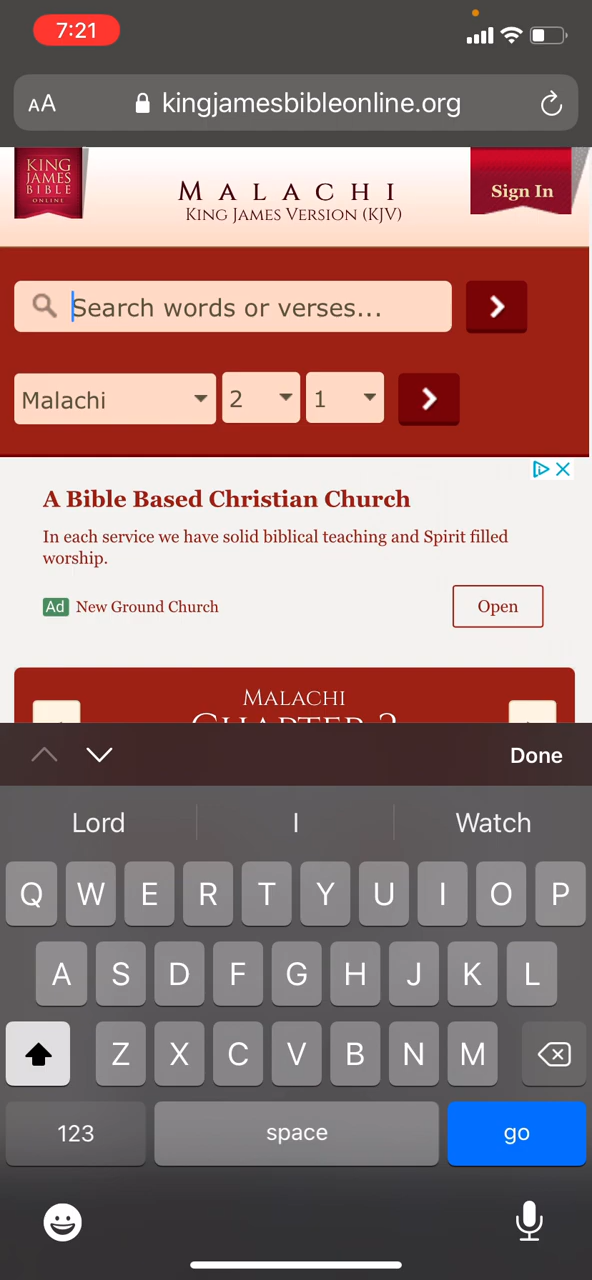 7:21
AA kingjamesbibleonline.org
KING
JAMES
BIBLE
ONLINE
MALACHI
KING JAMES VERSION (KJV)
Sign In
Search words or verses...
Malachi 2 1
A Bible Based Christian Church
In each service we have solid biblical teaching and Spirit filled
worship.
Ad New Ground Church
Open
MALACHI
CHAPTER 2
Done
Lord I Watch
Q W E R T Y U I O P
A S D F G H J K L
Z X C V B N M
123 space go